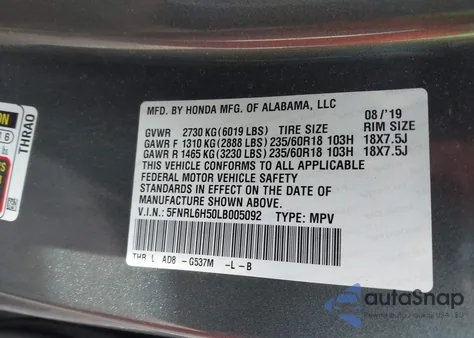 MFD. BY HONDA MFG. OF ALABAMA, LLC
08/'19
GVWR 2730 KG(6019 LBS) TIRE SIZE RIM SIZE
GAWR F 1310 KG(2888 LBS) 235/60R18 103H 18X7.5J
GAWR R 1465 KG(3230 LBS) 235/60R18 103H 18X7.5J
THIS VEHICLE CONFORMS TO ALL APPLICABLE
FEDERAL MOTOR VEHICLE SAFETY
STANDARDS IN EFFECT ON THE DATE OF
MANUFACTURE SHOWN ABOVE.
V.I.N.: 5FNRL6H50LB005092 TYPE: MPV
THR L AD8 -G537M -L-B
THRA0
autoSnap